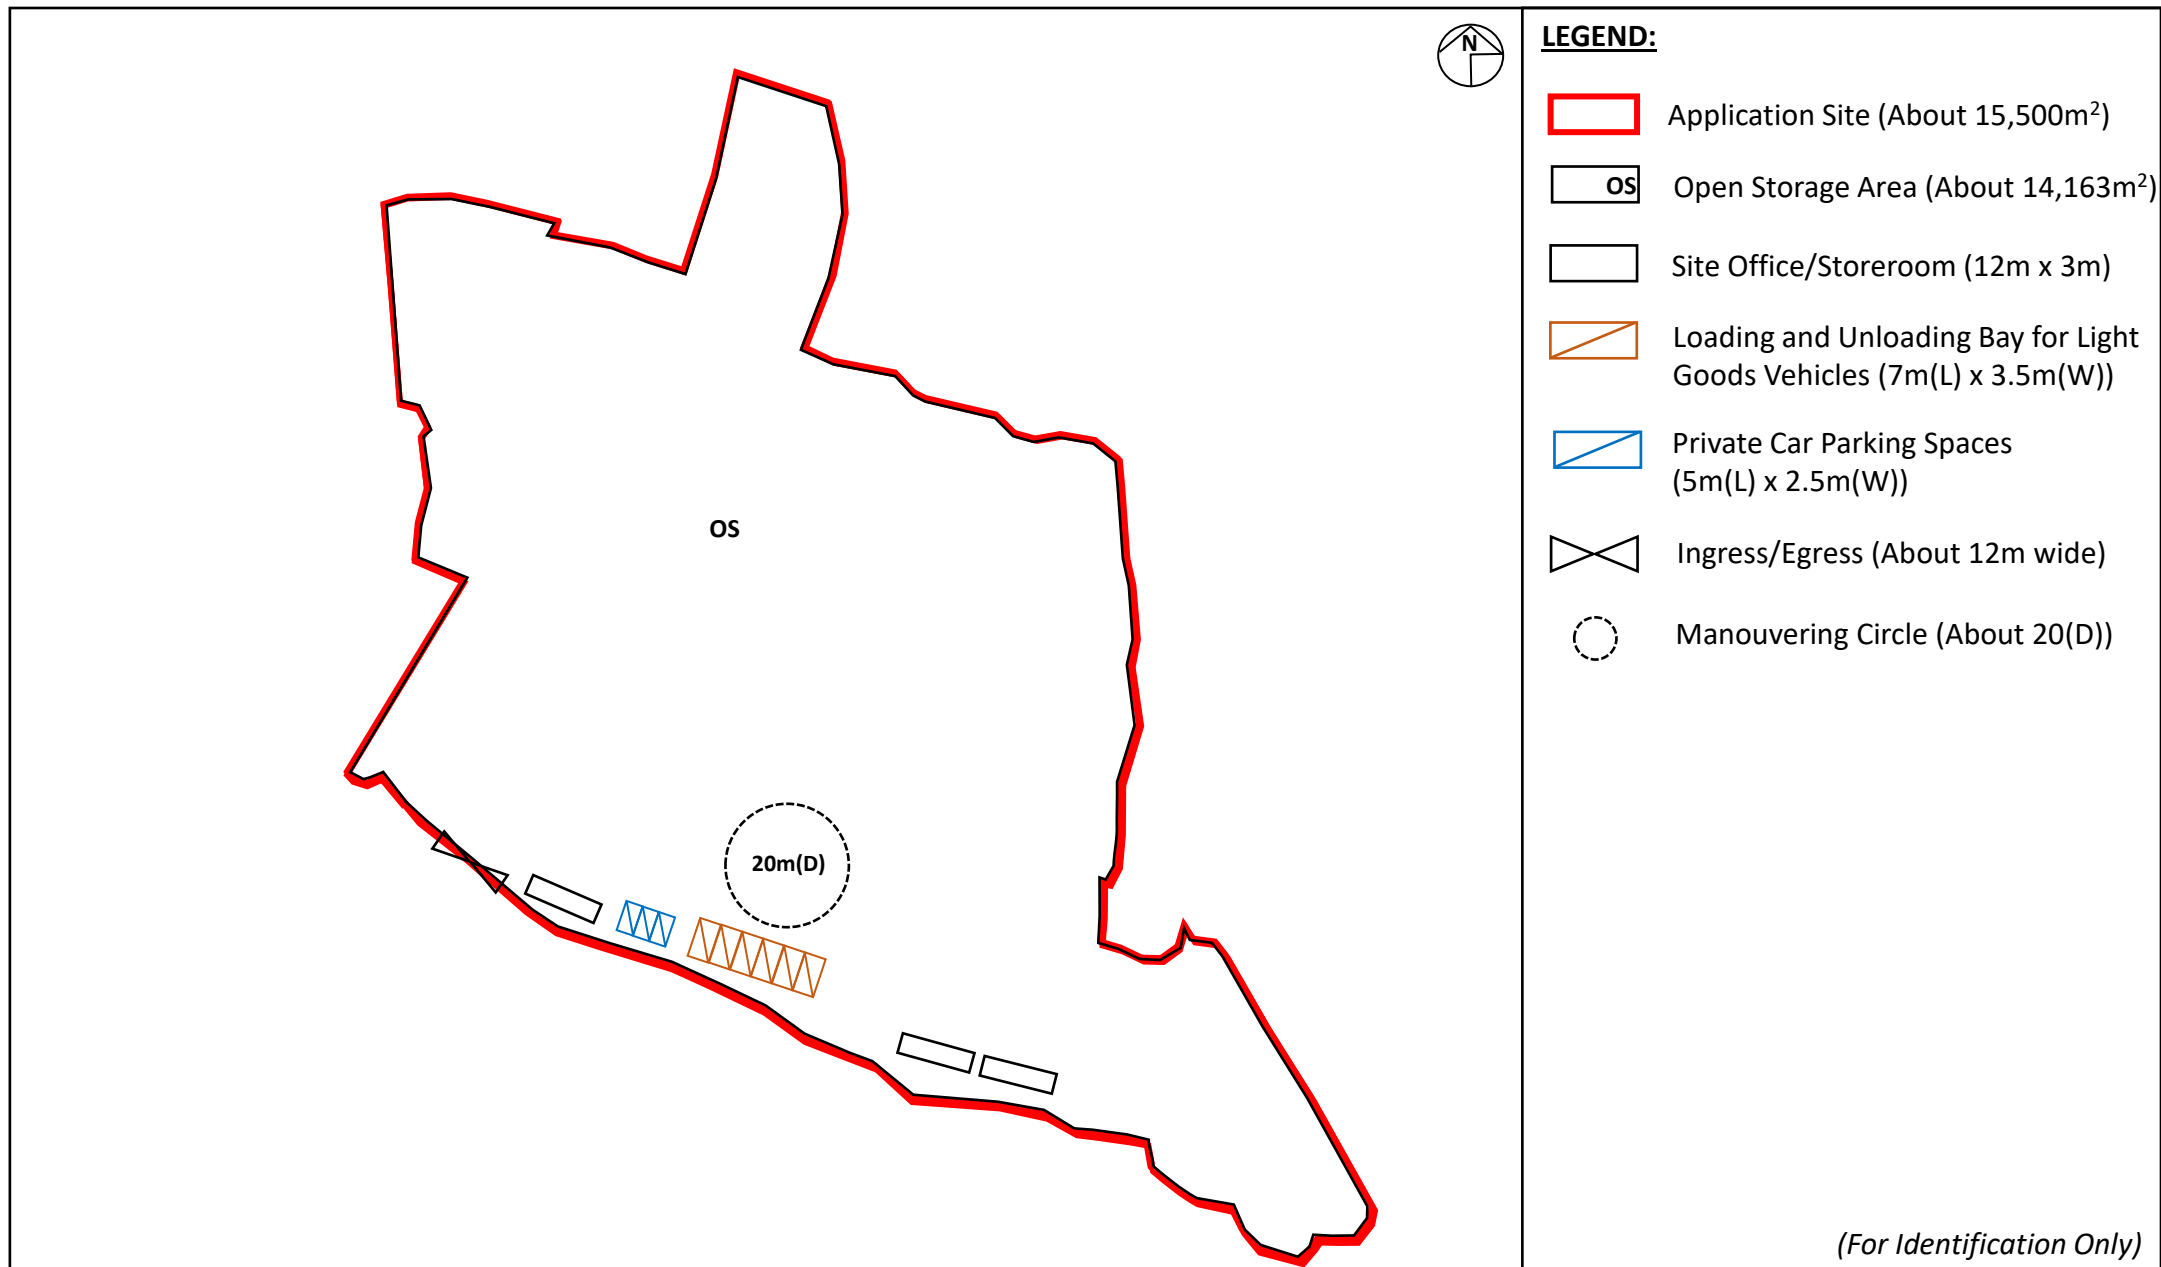 N
OS
20m(D)
LEGEND:
Application Site (About 15,500m²)
OS
Open Storage Area (About 14,163m²)
Site Office/Storeroom (12m x 3m)
Loading and Unloading Bay for Light
Goods Vehicles (7m(L) x 3.5m(W))
Private Car Parking Spaces
(5m(L) x 2.5m(W))
Ingress/Egress (About 12m wide)
Manouvering Circle (About 20(D))
(For Identification Only)